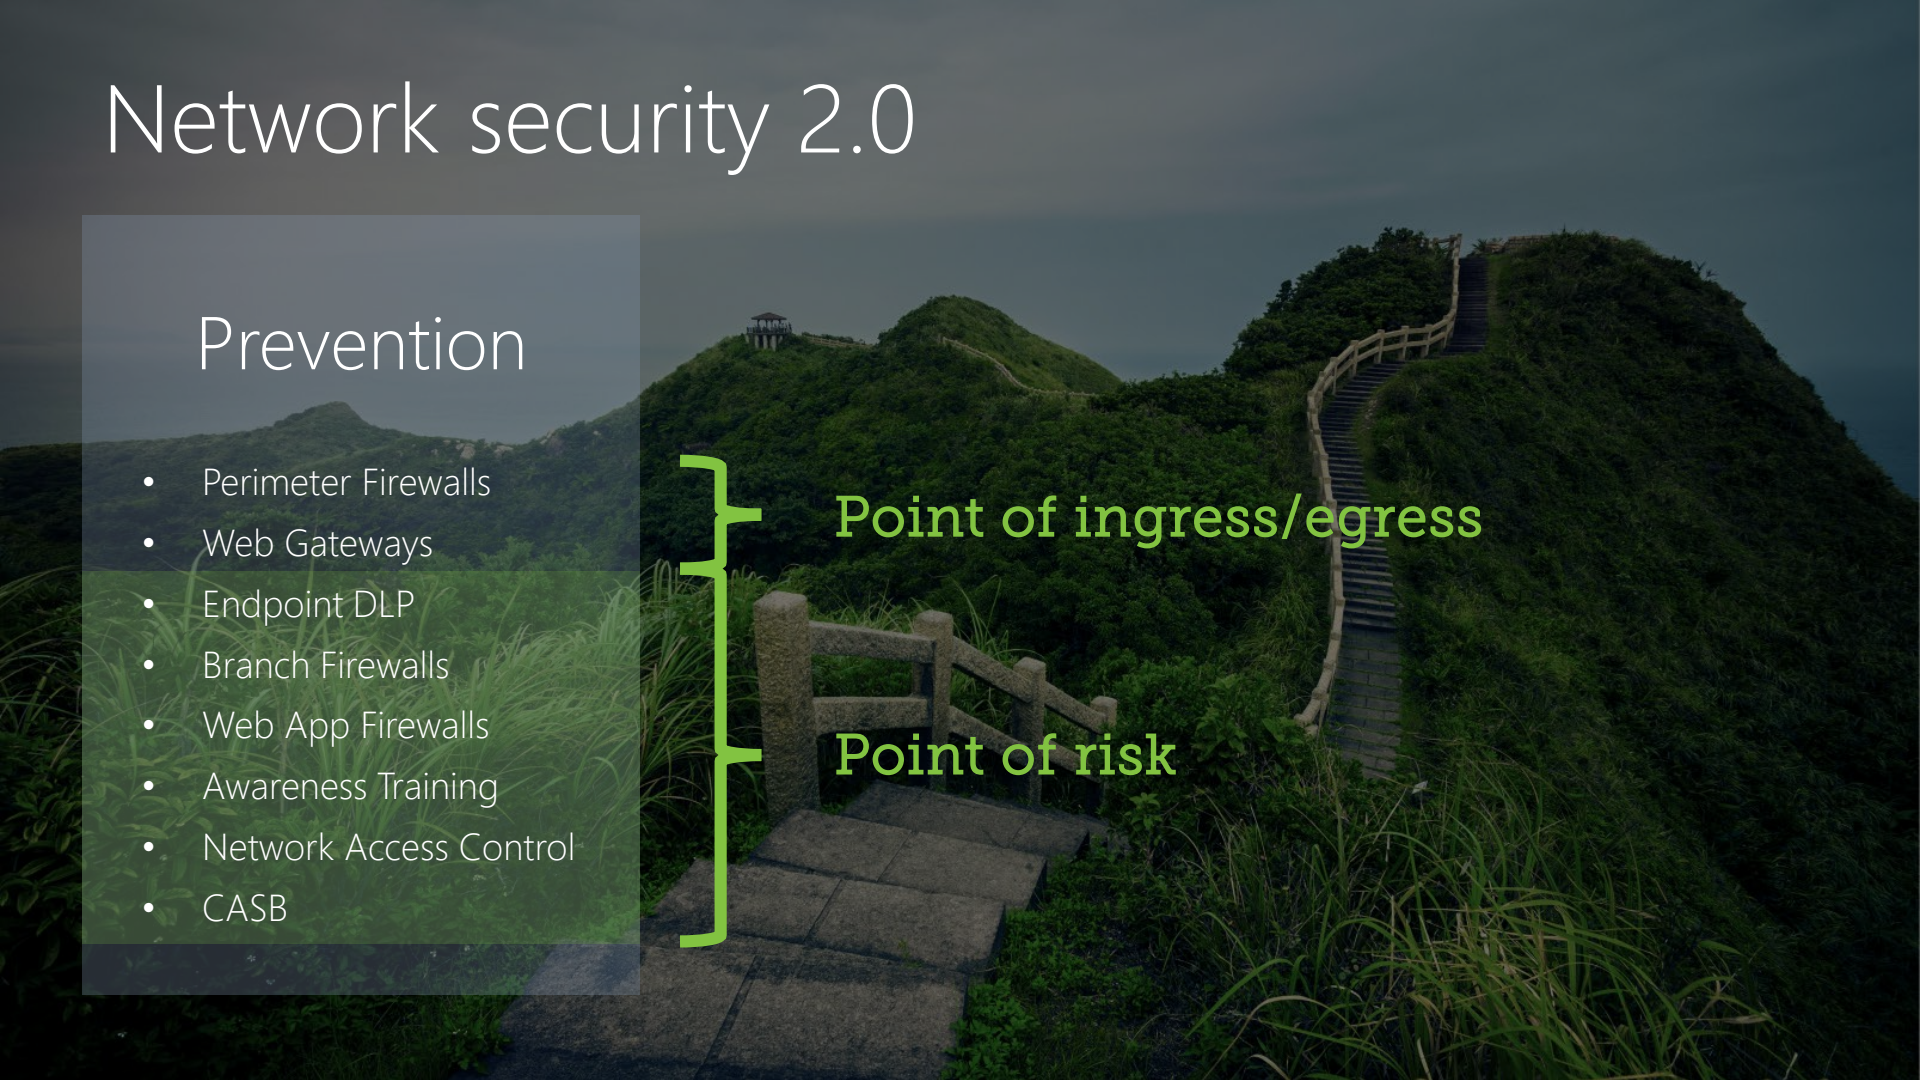 Network security 2.0
Prevention
• Perimeter Firewalls
• Web Gateways
• Endpoint DLP
• Branch Firewalls
• Web App Firewalls
• Awareness Training
• Network Access Control
• CASB
Point of ingress/egress
Point of risk